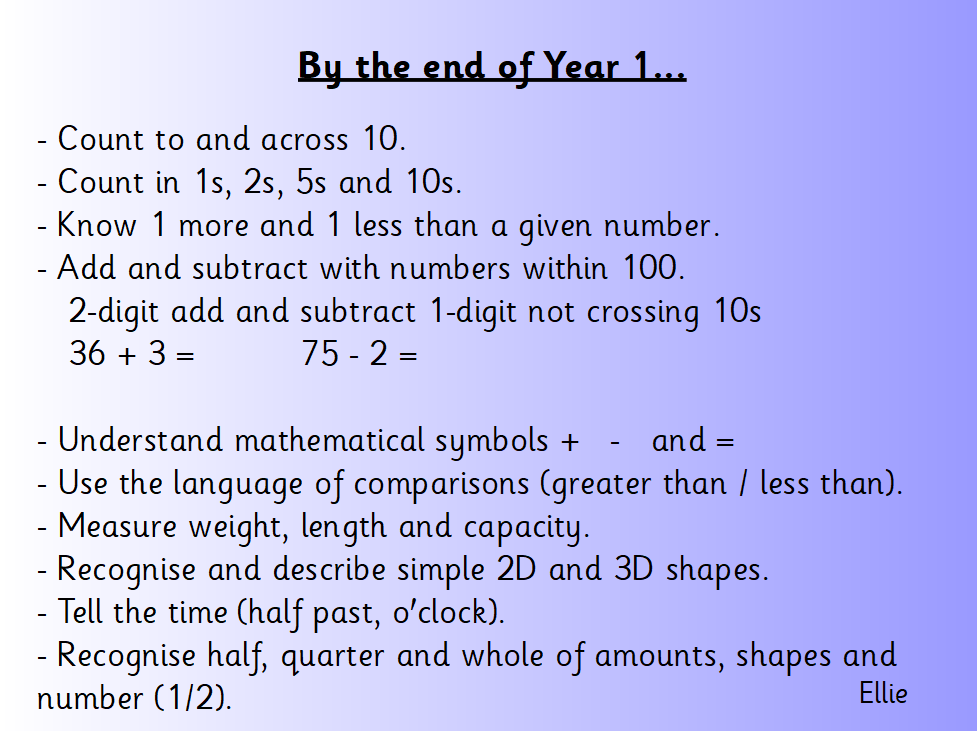 By the end of Year 1...
- Count to and across 10.
- Count in 1s, 2s, 5s and 10s.
- Know 1 more and 1 less than a given number.
- Add and subtract with numbers within 100.
2-digit add and subtract 1-digit not crossing 10s
36 + 3 = 75 - 2 =
- Understand mathematical symbols + - and =
- Use the language of comparisons (greater than / less than).
- Measure weight, length and capacity.
- Recognise and describe simple 2D and 3D shapes.
- Tell the time (half past, o'clock).
- Recognise half, quarter and whole of amounts, shapes and
number (1/2).
Ellie